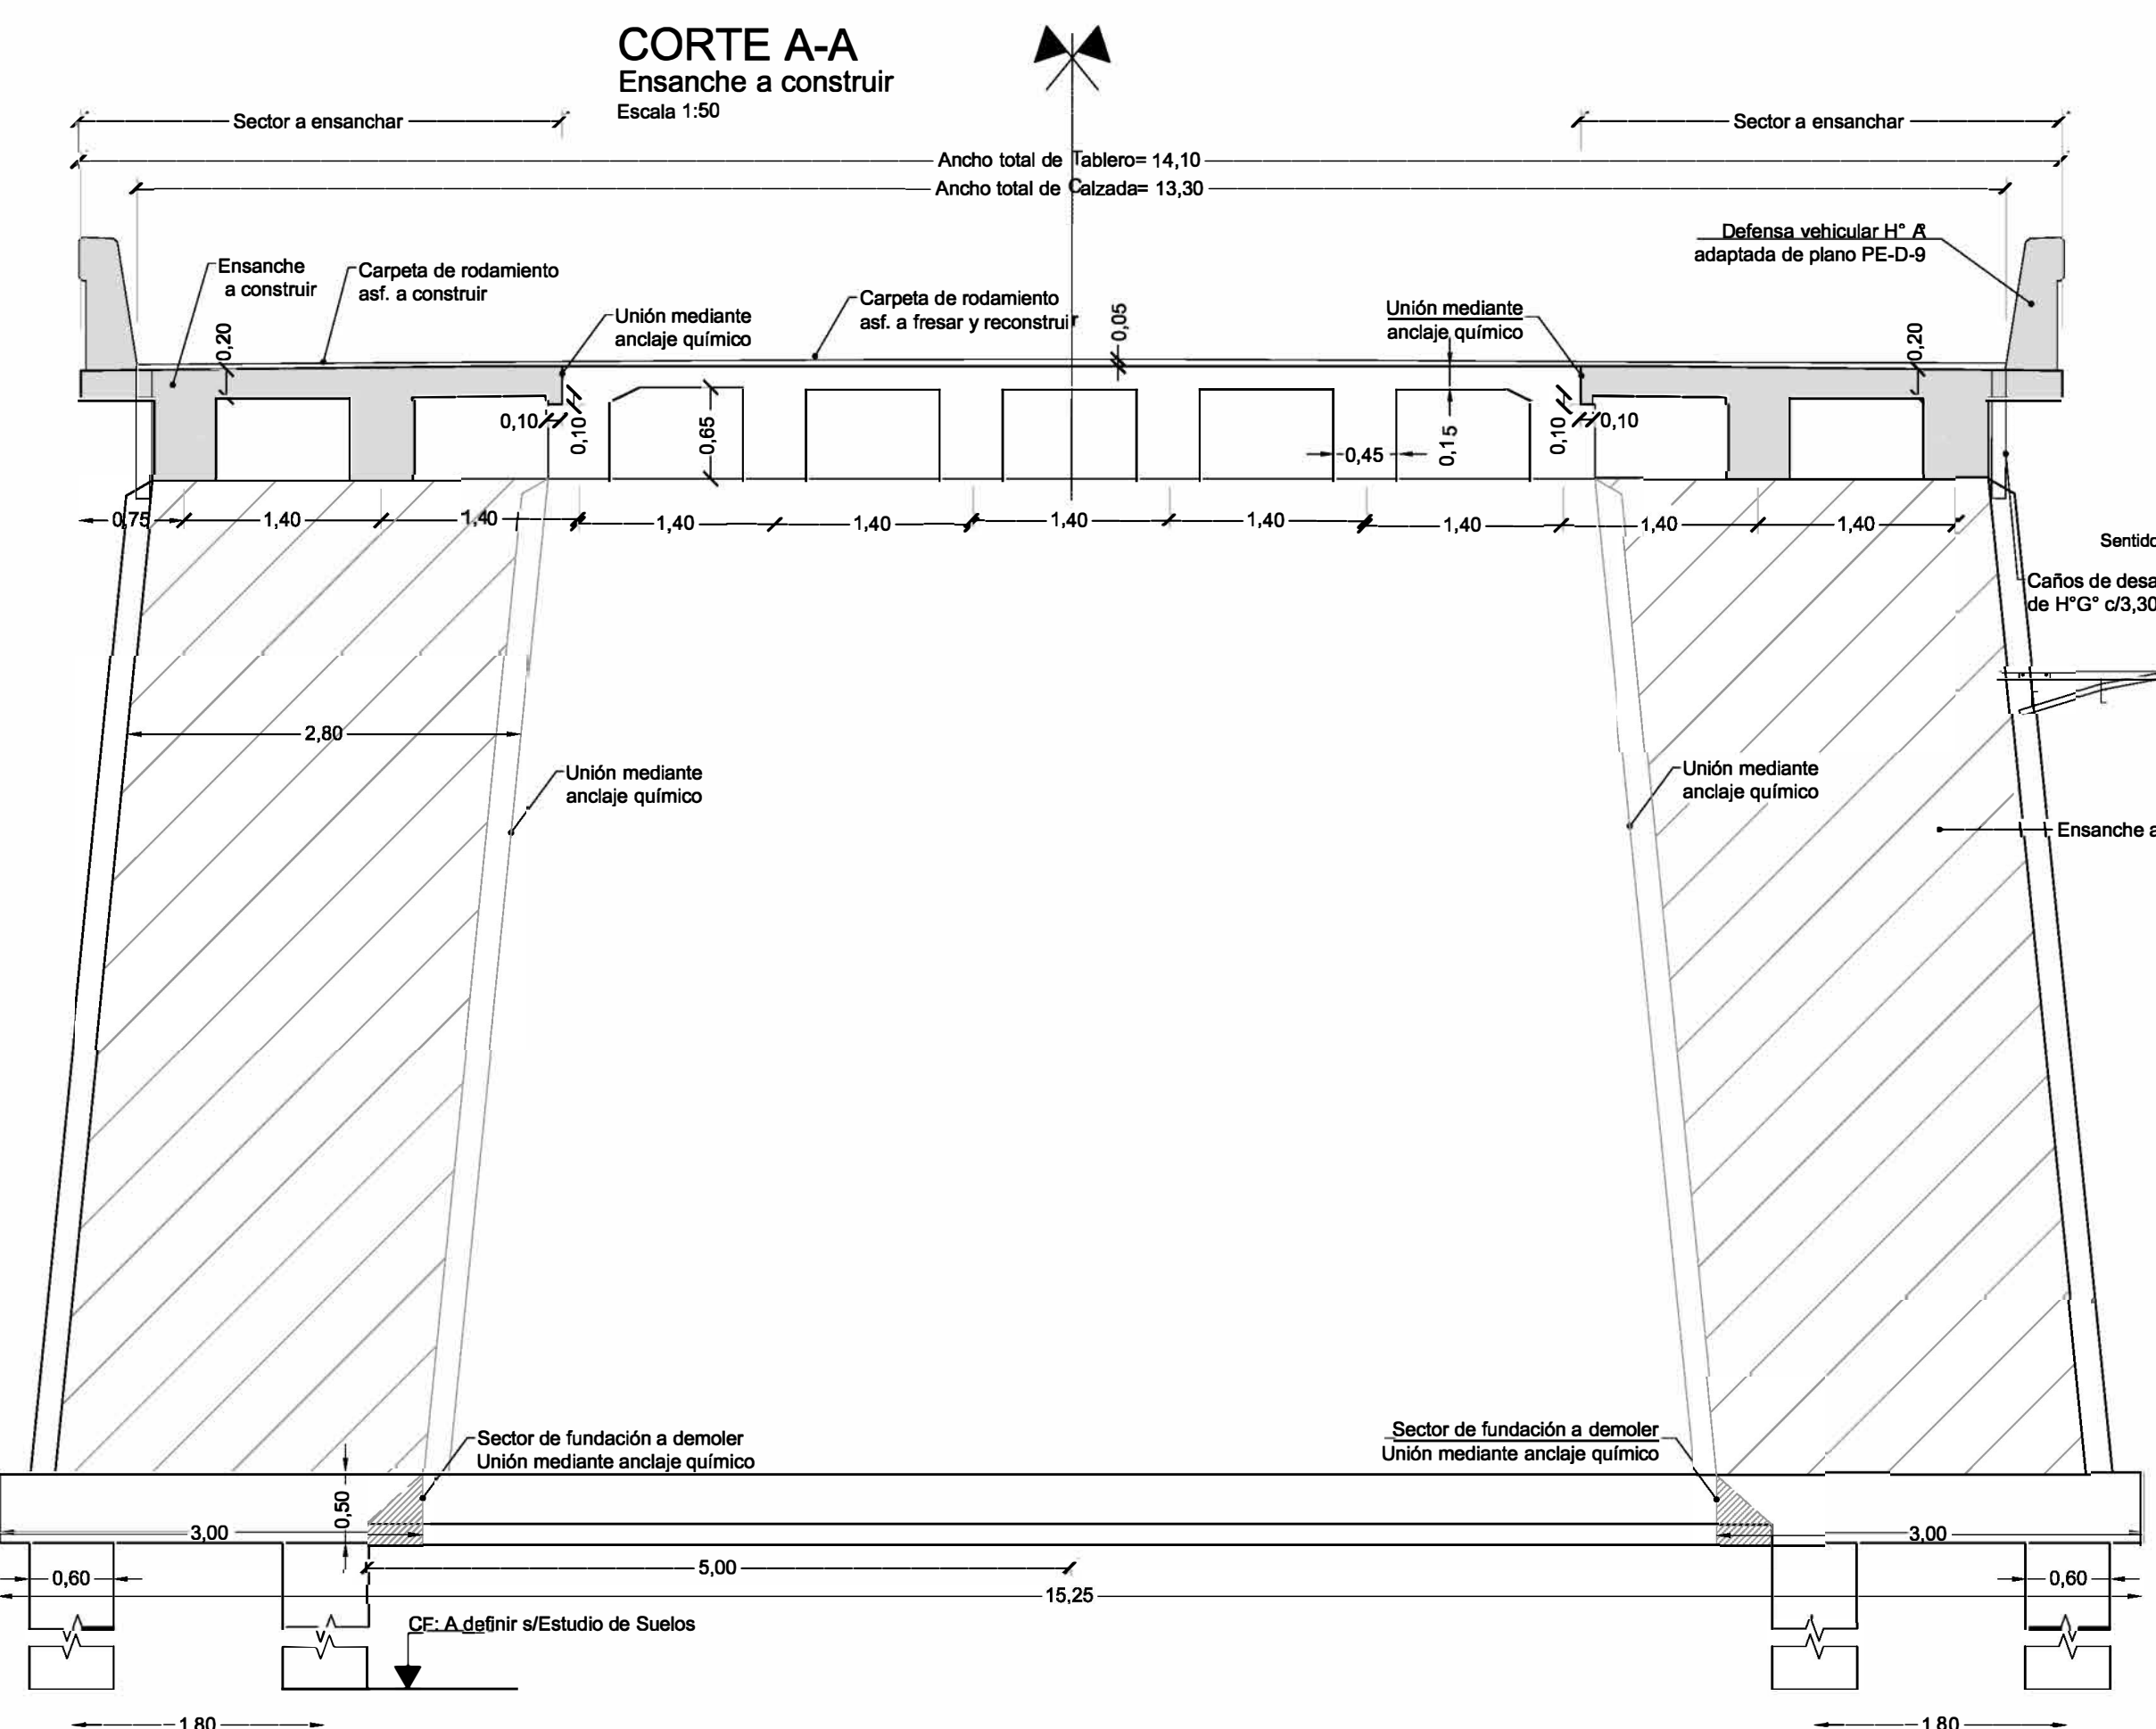 CORTE A-A
Ensanche a construir
Escala 1:50
Sector a ensanchar
Sector a ensanchar
Ancho total de Tablero= 14,10
Ancho total de Calzada= 13,30
Defensa vehicular H° A°
adaptada de plano PE-D-9
Ensanche
a construir
Carpeta de rodamiento
asf. a construir
Unión mediante
anclaje químico
Carpeta de rodamiento
asf. a fresar y reconstruir
0,05
Unión mediante
anclaje químico
0,20
0,20
0,10
0,10
0,65
0,45
0,15
0,10
0,10
0,75
1,40
1,40
1,40
1,40
1,40
1,40
1,40
1,40
1,40
Sentido
Caños de desa
de H°G° c/3,30
2,80
Unión mediante
anclaje químico
Unión mediante
anclaje químico
Ensanche a
Sector de fundación a demoler
Unión mediante anclaje químico
Sector de fundación a demoler
Unión mediante anclaje químico
0,50
3,00
3,00
5,00
0,60
15,25
0,60
CF: A definir s/Estudio de Suelos
1,80
1,80